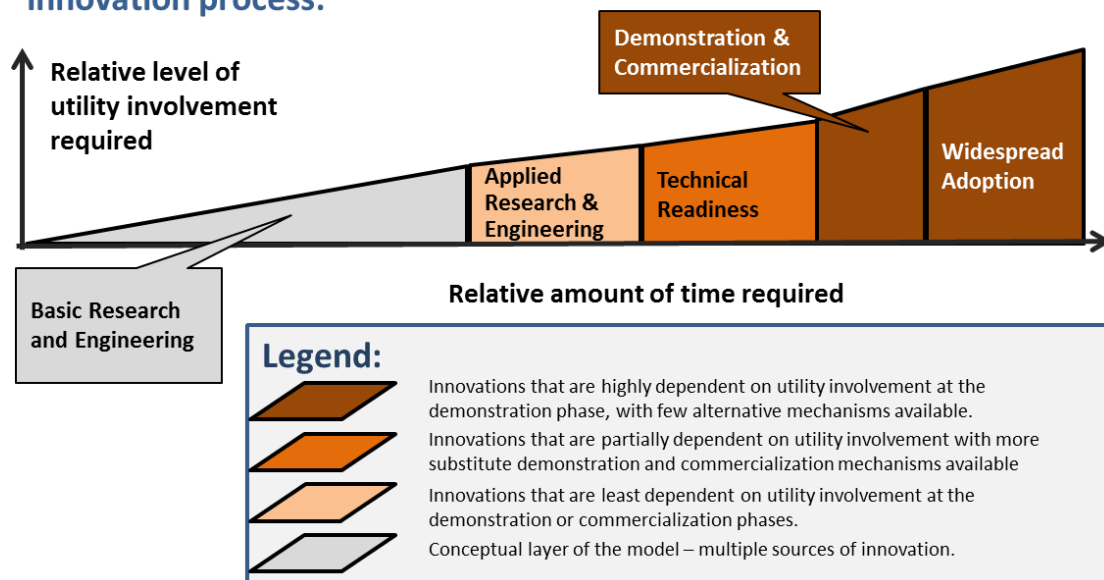 innovation process:
Demonstration &
Commercialization
Relative level of
utility involvement
required
Applied
Research &
Engineering
Technical
Readiness
Widespread
Adoption
Basic Research
and Engineering
Relative amount of time required
Legend:
Innovations that are highly dependent on utility involvement at the
demonstration phase, with few alternative mechanisms available.
Innovations that are partially dependent on utility involvement with more
substitute demonstration and commercialization mechanisms available
Innovations that are least dependent on utility involvement at the
demonstration or commercialization phases.
Conceptual layer of the model – multiple sources of innovation.